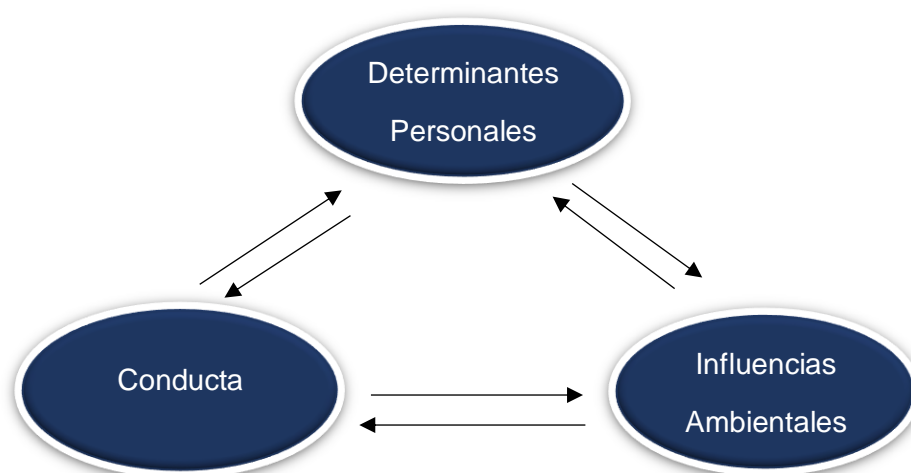 Determinantes
Personales
Conducta
Influencias
Ambientales